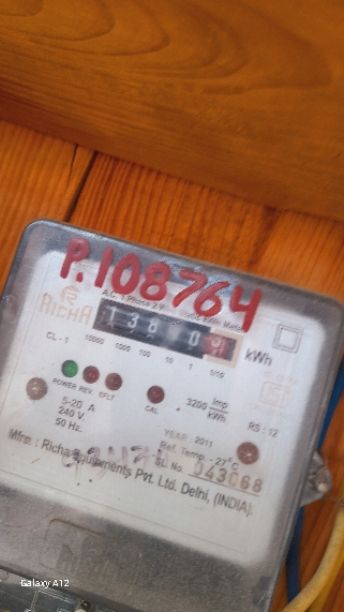 P.108764
RICHA
A.C. 1 Phase 2 W
kWh
CL - 1
10000 1000 100 10 1 1/10
POWER REV. EFLT
CAL
3200 imp/kWh
5-20 A
240 V.
50 Hz.
YEAR : 2011
RS : 12
Ref. Temp. - 27°C
SL. No. 043668
Mfrs : Richa Equipments Pvt. Ltd. Delhi, (INDIA).
Galaxy A12